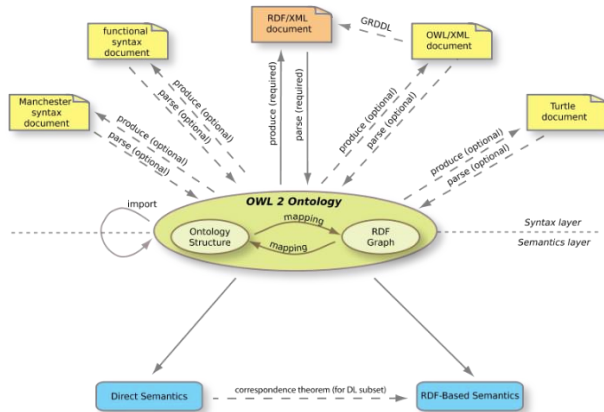 functional
syntax
document
RDF/XML
document
GRDDL
OWL/XML
document
Manchester
syntax
document
Turtle
document
produce (optional)
parse (optional)
produce (optional)
parse (optional)
produce (required)
parse (required)
produce (optional)
parse (optional)
produce (optional)
parse (optional)
import
OWL 2 Ontology
mapping
Ontology
Structure
RDF
Graph
mapping
Syntax layer
Semantics layer
Direct Semantics
correspondence theorem (for DL subset)
RDF-Based Semantics